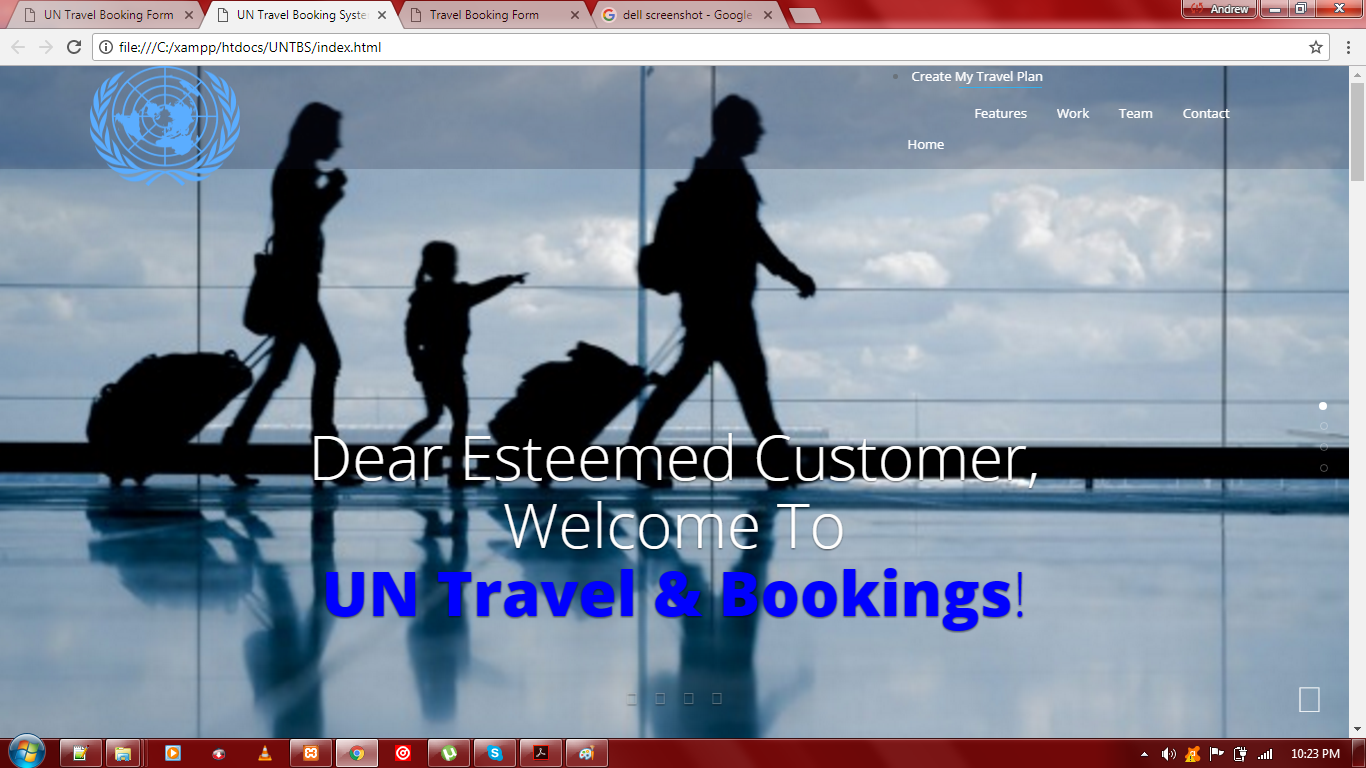 UN Travel Booking Form
UN Travel Booking Syste
Travel Booking Form
dell screenshot - Google
Andrew
file:///C:/xampp/htdocs/UNTBS/index.html
Create My Travel Plan
Features Work Team Contact
Home
Dear Esteemed Customer,
Welcome To
UN Travel & Bookings!
10:23 PM